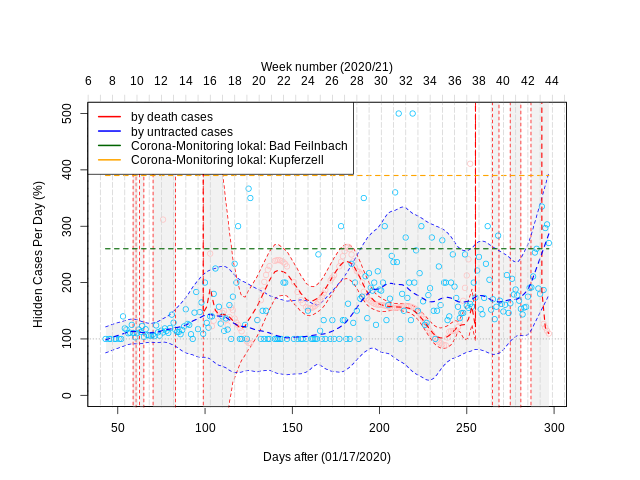 Week number (2020/21)
6 8 10 12 14 16 18 20 22 24 26 28 30 32 34 36 38 40 42 44
by death cases
by untracted cases
Corona-Monitoring lokal: Bad Feilnbach
Corona-Monitoring lokal: Kupferzell
Hidden Cases Per Day (%)
500
400
300
200
100
0
50 100 150 200 250 300
Days after (01/17/2020)